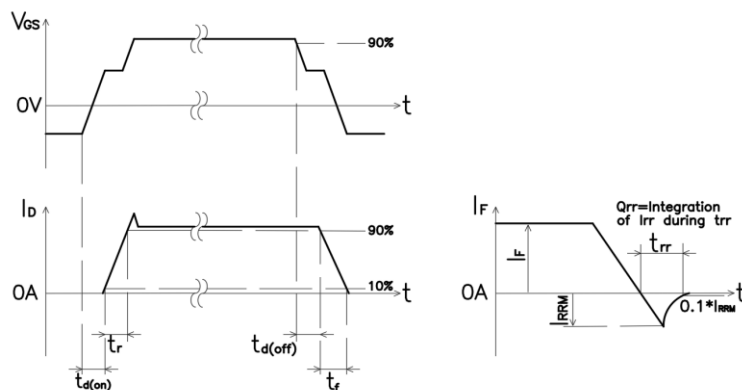 VGS
90%
0V
t
ID
90%
10%
0A
t
tr
td(off)
td(on)
tf
Qrr=Integration
of Irr during trr
IF
trr
IF
0A
t
IRRM
0.1*IRRM